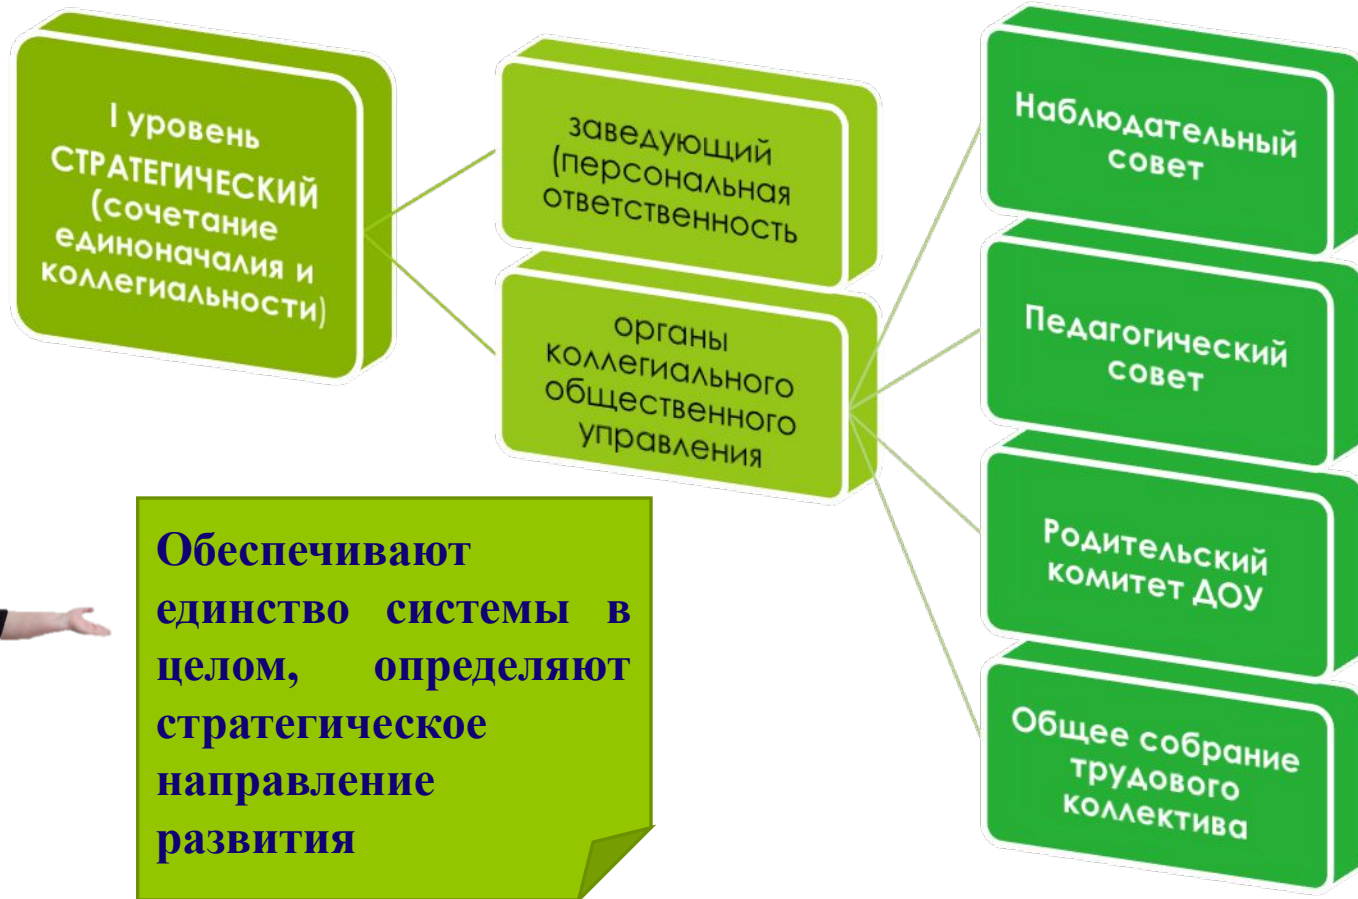 I уровень
СТРАТЕГИЧЕСКИЙ
(сочетание
единоначалия и
коллегиальности)
заведующий
(персональная
ответственность
органы
коллегиального
общественного
управления
Наблюдательный
совет
Педагогический
совет
Родительский
комитет ДОУ
Общее собрание
трудового
коллектива
Обеспечивают
единство системы в
целом, определяют
стратегическое
направление
развития